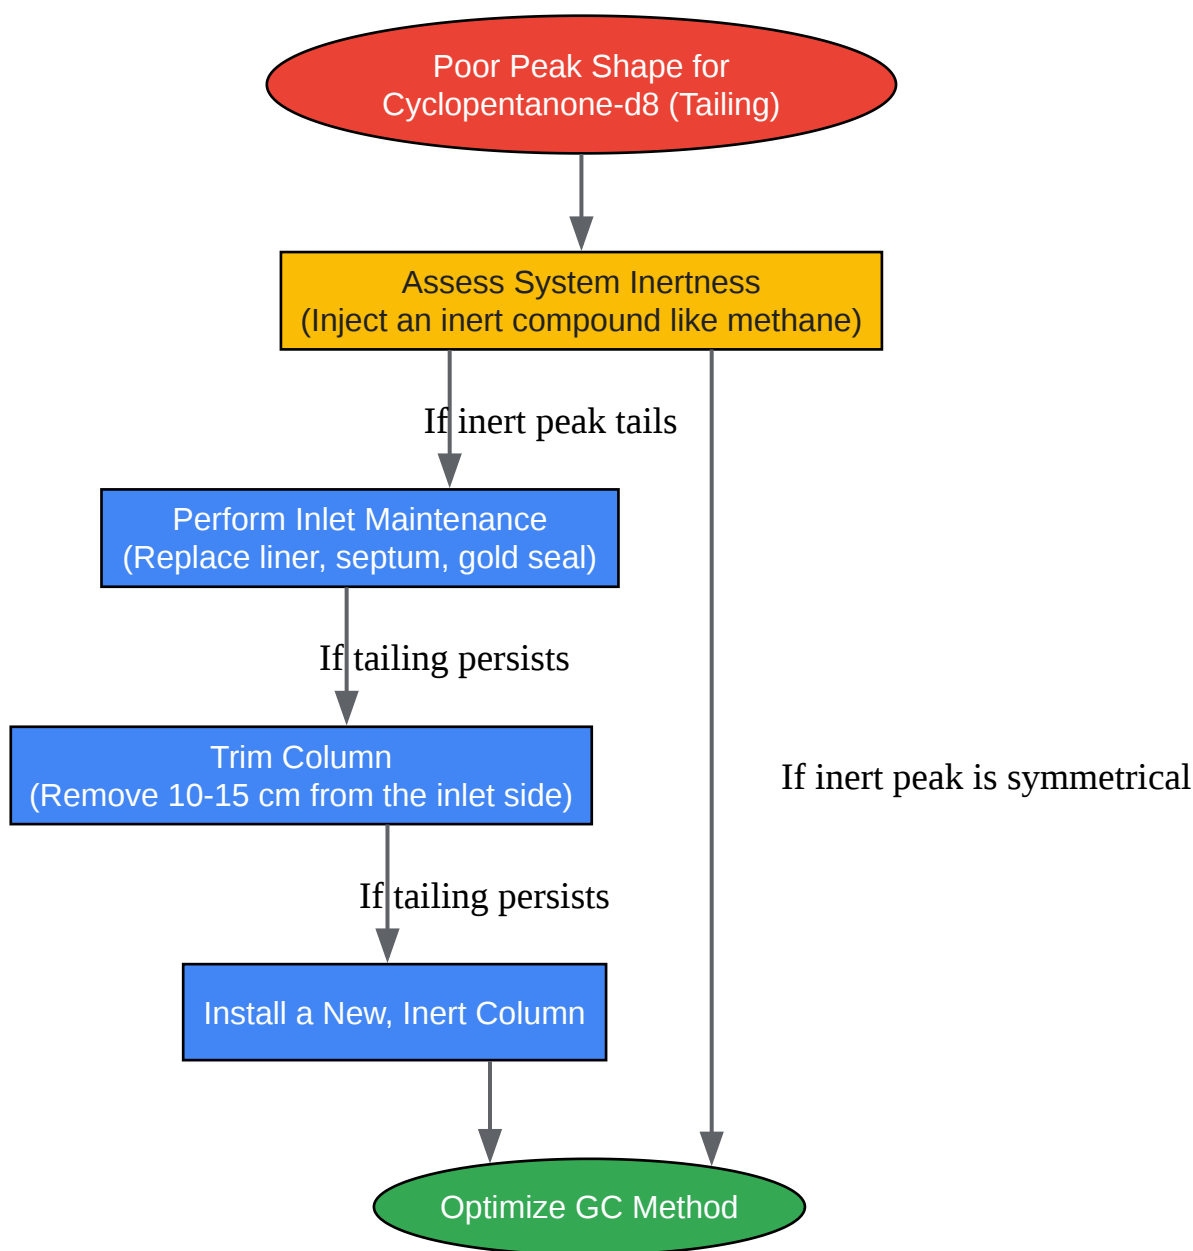 Poor Peak Shape for
Cyclopentanone-d8 (Tailing)
Assess System Inertness
(Inject an inert compound like methane)
If inert peak tails
Perform Inlet Maintenance
(Replace liner, septum, gold seal)
If tailing persists
Trim Column
(Remove 10-15 cm from the inlet side)
If inert peak is symmetrical
If tailing persists
Install a New, Inert Column
Optimize GC Method